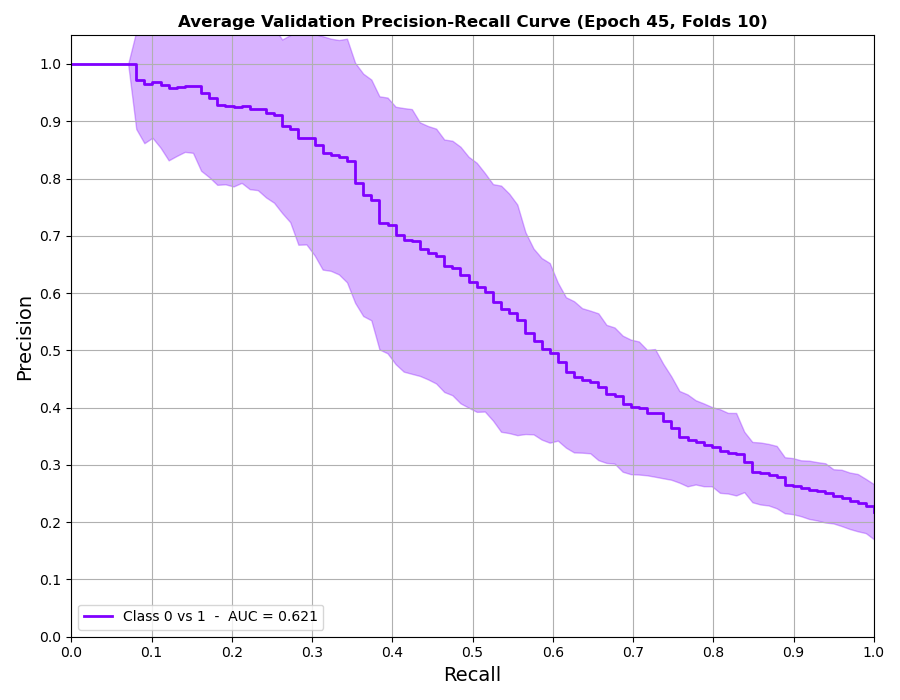 Average Validation Precision-Recall Curve (Epoch 45, Folds 10)
Precision
1.0
0.9
0.8
0.7
0.6
0.5
0.4
0.3
0.2
0.1
0.0
Class 0 vs 1 - AUC = 0.621
0.0 0.1 0.2 0.3 0.4 0.5 0.6 0.7 0.8 0.9 1.0
Recall